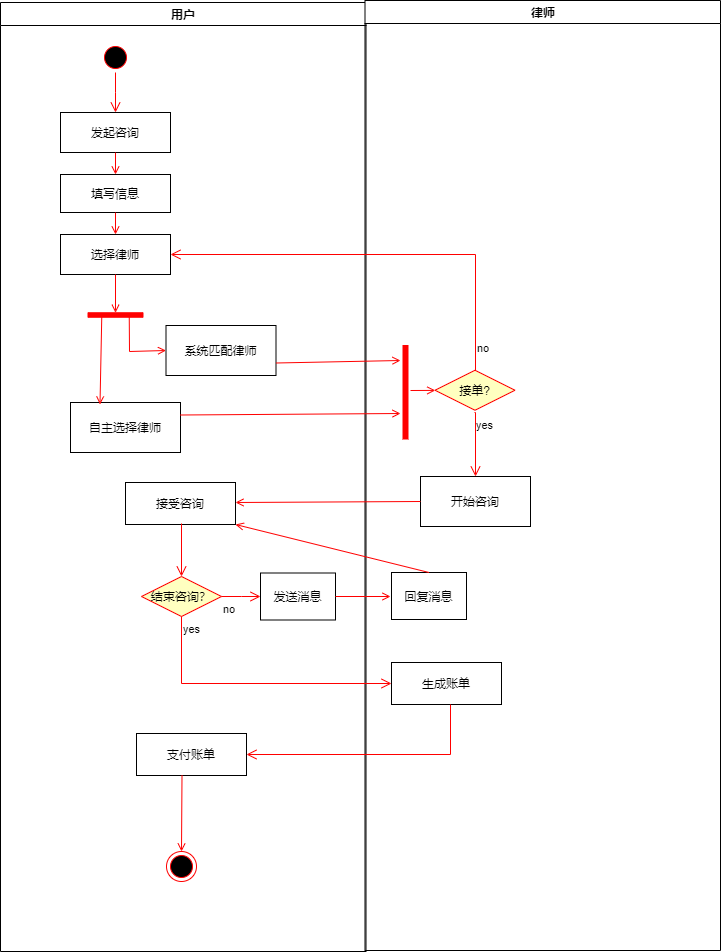 用户
律师
发起咨询
填写信息
选择律师
系统匹配律师
no
接单?
自主选择律师
yes
接受咨询
开始咨询
结束咨询?
no
发送消息
回复消息
yes
生成账单
支付账单